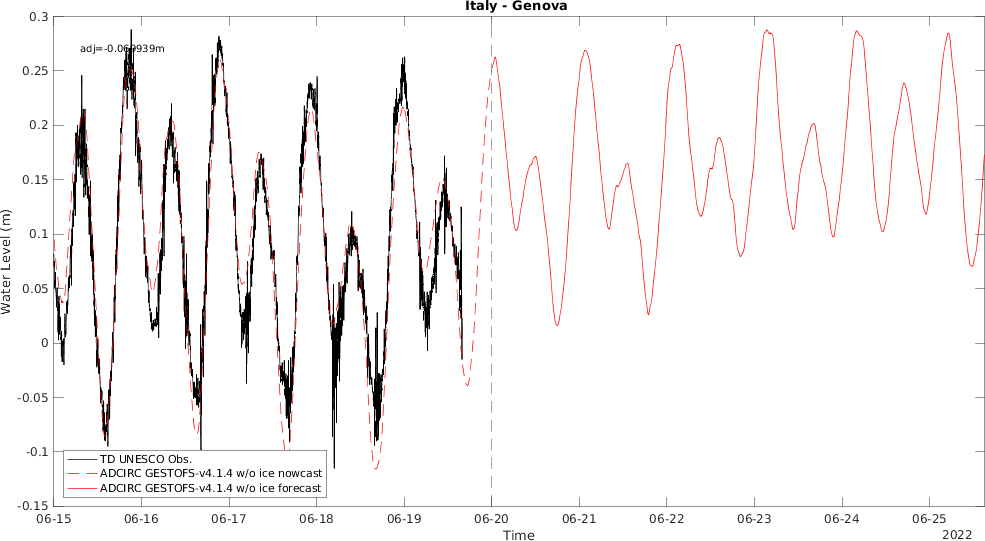 Italy - Genova
0.3
adj=-0.069939m
0.25
0.2
0.15
0.1
0.05
0
-0.05
-0.1
-0.15
Water Level (m)
TD UNESCO Obs.
ADCIRC GESTOFS-v4.1.4 w/o ice nowcast
ADCIRC GESTOFS-v4.1.4 w/o ice forecast
06-15 06-16 06-17 06-18 06-19 06-20 06-21 06-22 06-23 06-24 06-25
Time
2022